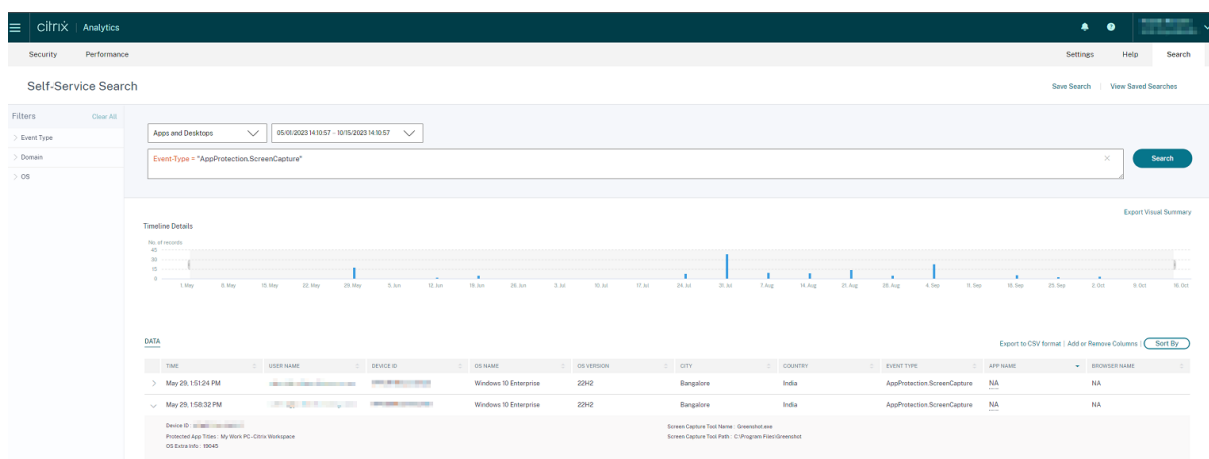 citrix | Analytics
Security Performance Settings Help Search
Self-Service Search Save Search View Saved Searches
Filters Clear All
Event Type
Domain
OS
Apps and Desktops 05/01/2023 14:10:57 - 10/15/2023 14:10:57
Event-Type = "AppProtection.ScreenCapture" Search
Export Visual Summary
Timeline Details
No. of records
45
30
15
0
1. May 8. May 15. May 22. May 29. May 5. Jun 12. Jun 19. Jun 26. Jun 3. Jul 10. Jul 17. Jul 24. Jul 31. Jul 7. Aug 14. Aug 21. Aug 28. Aug 4. Sep 11. Sep 18. Sep 25. Sep 2. Oct 9. Oct 16. Oct
DATA Export to CSV format | Add or Remove Columns | Sort By
TIME USER NAME DEVICE ID OS NAME OS VERSION CITY COUNTRY EVENT TYPE APP NAME BROWSER NAME
May 29, 1:51:24 PM Windows 10 Enterprise 22H2 Bangalore India AppProtection.ScreenCapture NA NA
May 29, 1:58:32 PM Windows 10 Enterprise 22H2 Bangalore India AppProtection.ScreenCapture NA NA
Device ID : Screen Capture Tool Name : Greenshot.exe
Protected App Titles : My Work PC - Citrix Workspace Screen Capture Tool Path : C:\Program Files\Greenshot
OS Extra Info : 19045